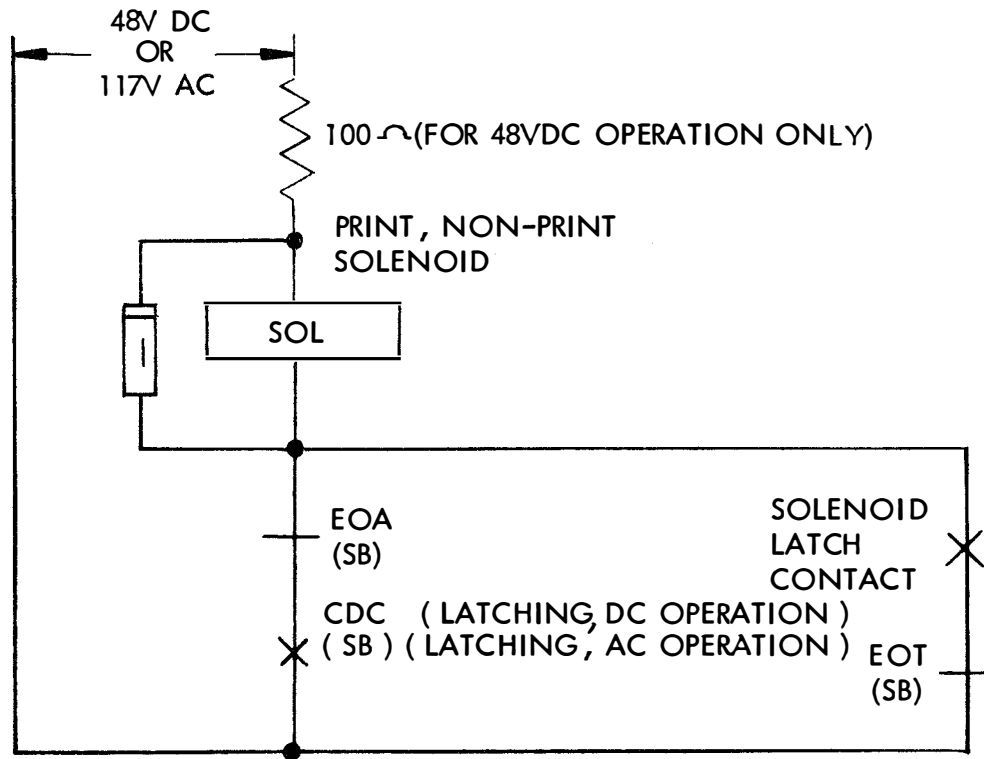 48V DC
OR
117V AC
100 Ω (FOR 48VDC OPERATION ONLY)
PRINT, NON-PRINT
SOLENOID
SOL
EOA
(SB)
SOLENOID
LATCH
CONTACT
CDC (LATCHING, DC OPERATION)
(SB) (LATCHING, AC OPERATION)
EOT
(SB)